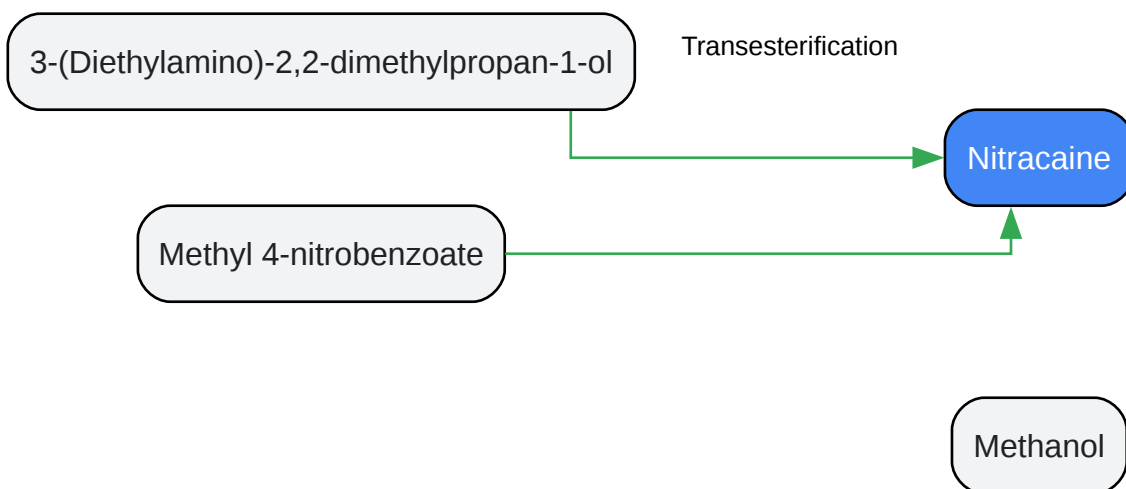 3-(Diethylamino)-2,2-dimethylpropan-1-ol
Transesterification
Nitracaine
Methyl 4-nitrobenzoate
Methanol